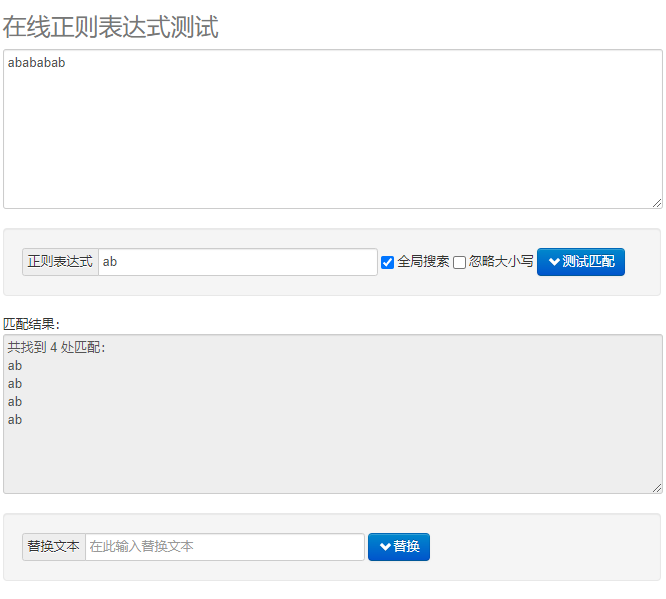 在线正则表达式测试
abababab
正则表达式 ab 全局搜索 忽略大小写 测试匹配
匹配结果:
共找到 4 处匹配:
ab
ab
ab
ab
替换文本 在此输入替换文本 替换